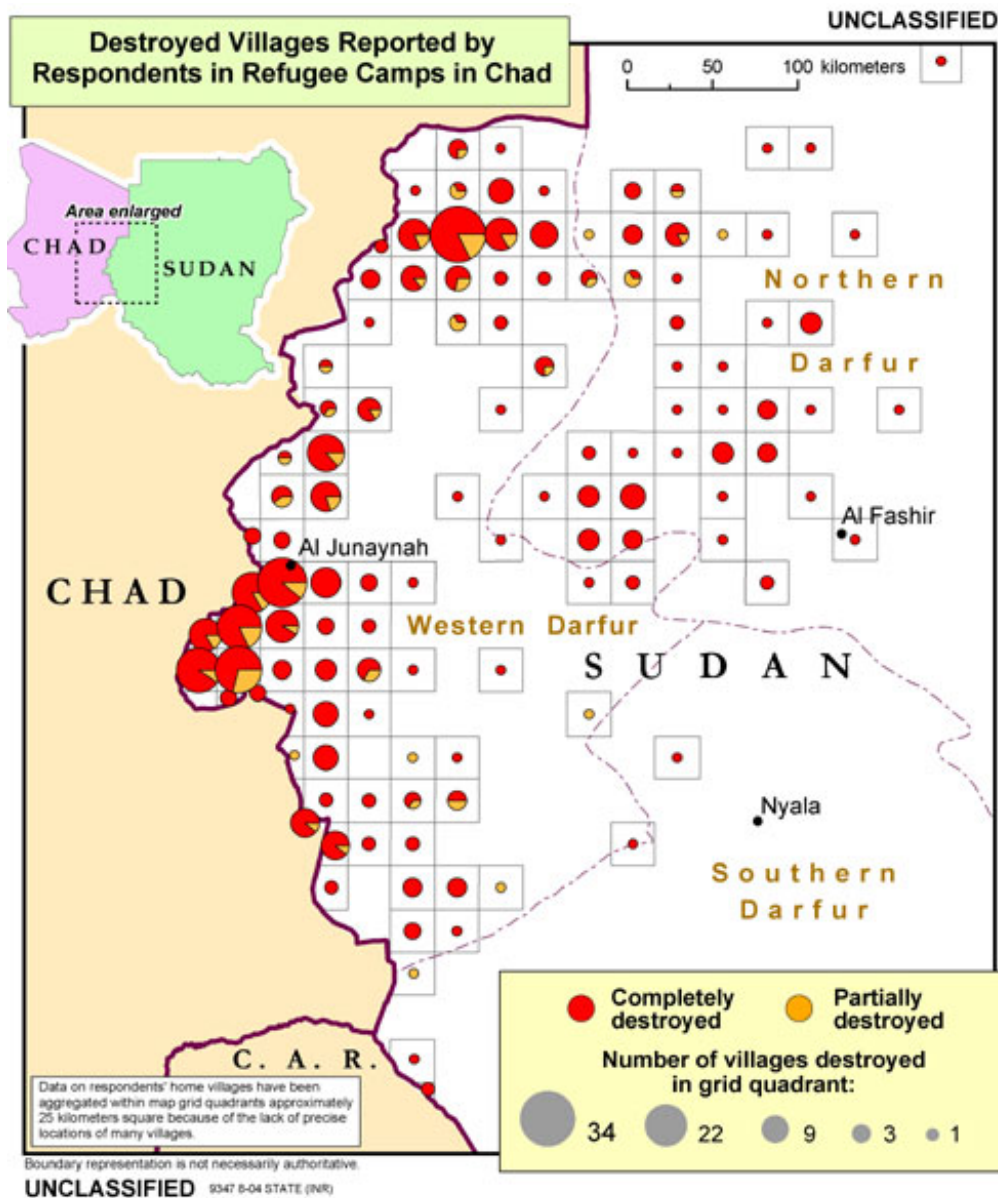 UNCLASSIFIED
Destroyed Villages Reported by
Respondents in Refugee Camps in Chad
0 50 100 kilometers
Area enlarged
CHAD
SUDAN
Northern
Darfur
Al Fashir
Al Junaynah
CHAD
Western Darfur
SUDAN
Nyala
Southern
Darfur
C. A. R.
Completely
destroyed
Partially
destroyed
Number of villages destroyed
in grid quadrant:
34 22 9 3 1
Data on respondents' home villages have been
aggregated within map grid quadrants approximately
25 kilometers square because of the lack of precise
locations of many villages.
Boundary representation is not necessarily authoritative.
UNCLASSIFIED 9347 8-04 STATE (INR)